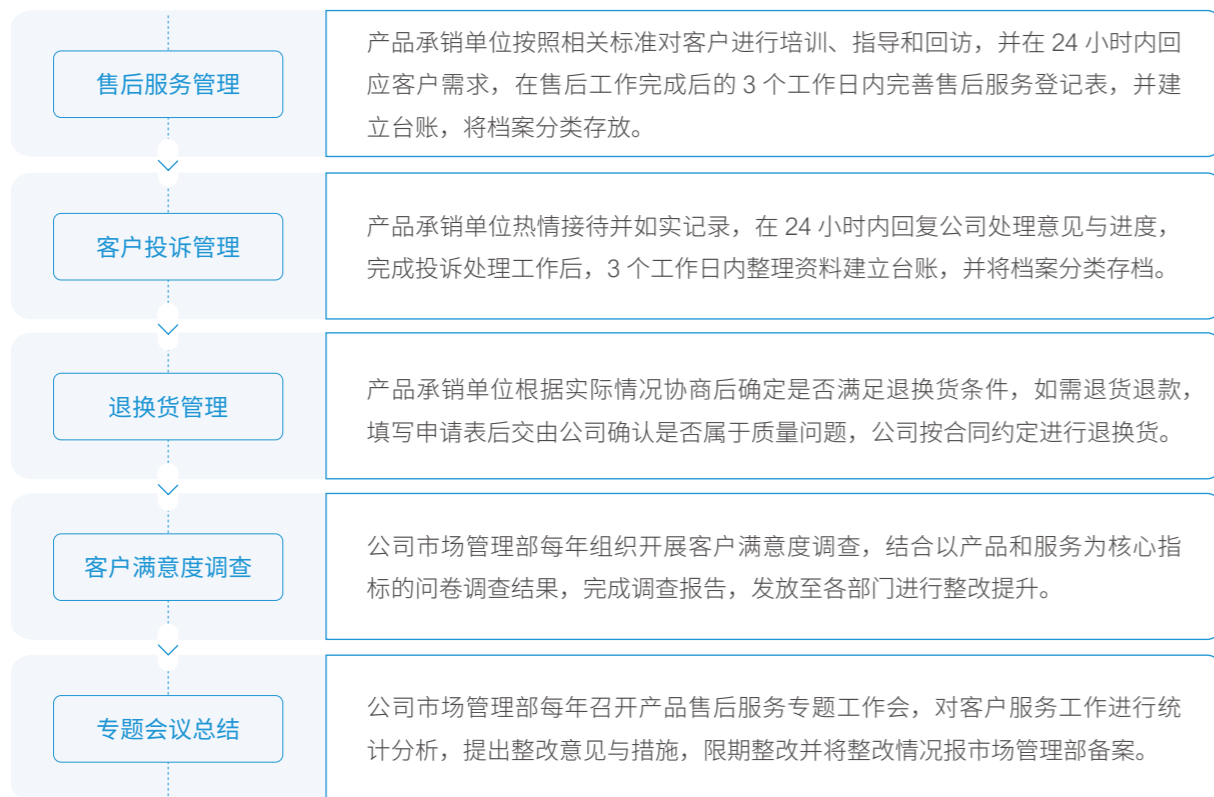 售后服务管理
产品承销单位按照相关标准对客户进行培训、指导和回访，并在 24 小时内回
应客户需求，在售后工作完成后的 3 个工作日内完善售后服务登记表，并建
立台账，将档案分类存放。
客户投诉管理
产品承销单位热情接待并如实记录，在 24 小时内回复公司处理意见与进度，
完成投诉处理工作后，3 个工作日内整理资料建立台账，并将档案分类存档。
退换货管理
产品承销单位根据实际情况协商后确定是否满足退换货条件，如需退货退款，
填写申请表后交由公司确认是否属于质量问题，公司按合同约定进行退换货。
客户满意度调查
公司市场管理部每年组织开展客户满意度调查，结合以产品和服务为核心指
标的问卷调查结果，完成调查报告，发放至各部门进行整改提升。
专题会议总结
公司市场管理部每年召开产品售后服务专题工作会，对客户服务工作进行统
计分析，提出整改意见与措施，限期整改并将整改情况报市场管理部备案。